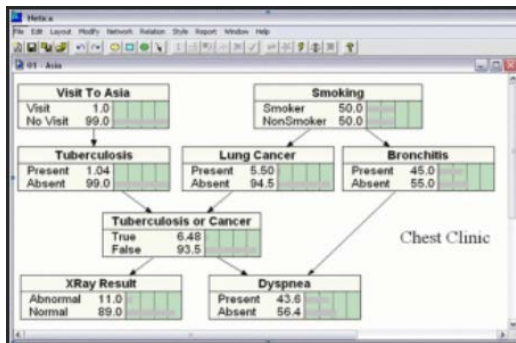 Netica
File Edit Layout Modify Network Relation Style Report Window Help
01 - Asia
Visit To Asia
Visit 1.0
No Visit 99.0
Smoking
Smoker 50.0
NonSmoker 50.0
Tuberculosis
Present 1.04
Absent 99.0
Lung Cancer
Present 5.50
Absent 94.5
Bronchitis
Present 45.0
Absent 55.0
Tuberculosis or Cancer
True 6.48
False 93.5
Chest Clinic
XRay Result
Abnormal 11.0
Normal 89.0
Dyspnea
Present 43.6
Absent 56.4